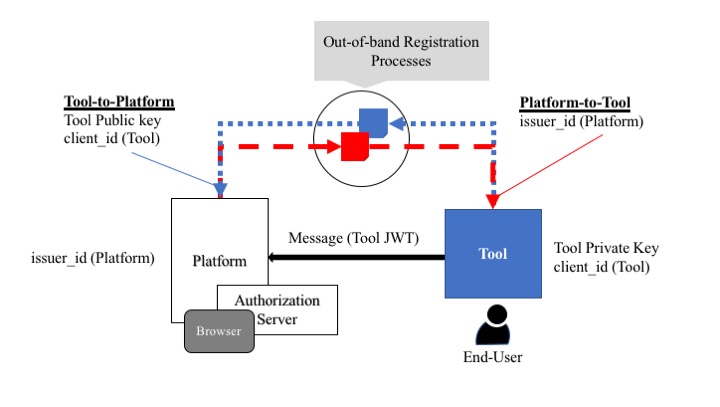 Out-of-band Registration
Processes
Tool-to-Platform
Tool Public key
client_id (Tool)
Platform-to-Tool
issuer_id (Platform)
Message (Tool JWT)
issuer_id (Platform)
Platform
Tool
Tool Private Key
client_id (Tool)
Authorization
Server
Browser
End-User